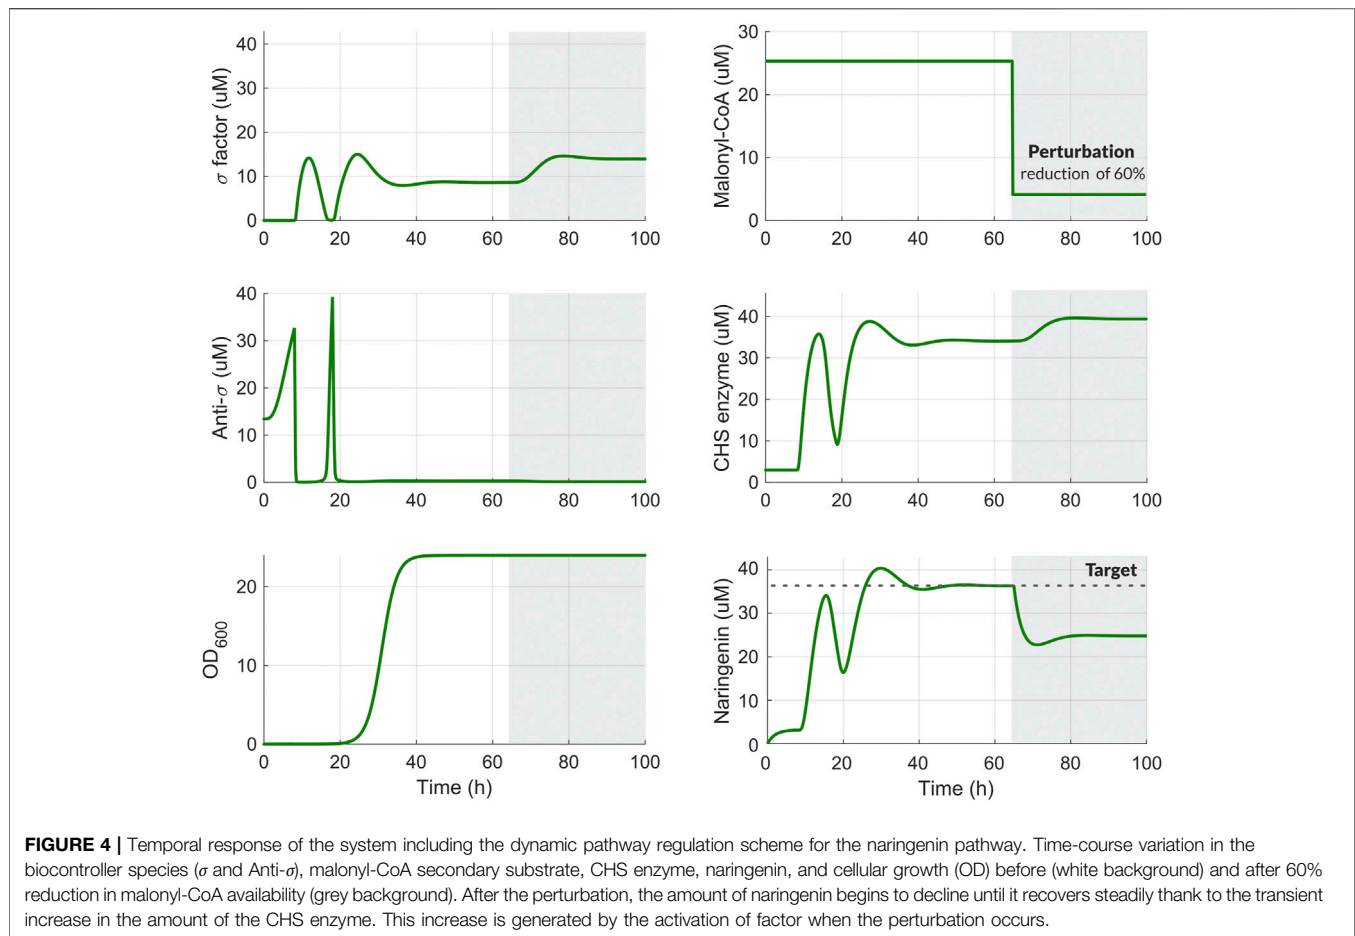 σ factor (uM)
40
30
20
10
0
0 20 40 60 80 100
Malonyl-CoA (uM)
30
20
10
0
Perturbation
reduction of 60%
0 20 40 60 80 100
Anti-σ (uM)
40
30
20
10
0
0 20 40 60 80 100
CHS enzyme (uM)
40
30
20
10
0
0 20 40 60 80 100
OD600
20
10
0
0 20 40 60 80 100
Time (h)
Naringenin (uM)
40
30
20
10
0
Target
0 20 40 60 80 100
Time (h)
FIGURE 4 | Temporal response of the system including the dynamic pathway regulation scheme for the naringenin pathway. Time-course variation in the
biocontroller species (σ and Anti-σ), malonyl-CoA secondary substrate, CHS enzyme, naringenin, and cellular growth (OD) before (white background) and after 60%
reduction in malonyl-CoA availability (grey background). After the perturbation, the amount of naringenin begins to decline until it recovers steadily thanks to the transient
increase in the amount of the CHS enzyme. This increase is generated by the activation of factor when the perturbation occurs.